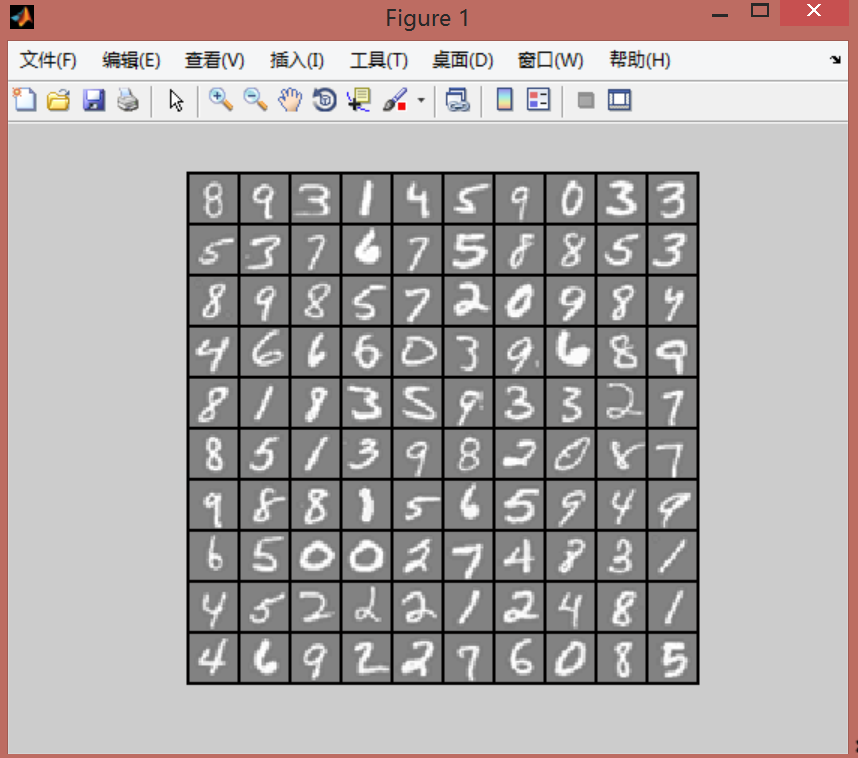 Figure 1
文件(F) 编辑(E) 查看(V) 插入(I) 工具(T) 桌面(D) 窗口(W) 帮助(H)
8 9 3 1 4 5 9 0 3 3
5 3 7 6 7 5 8 8 5 3
8 9 8 5 7 2 0 9 8 4
4 6 6 6 0 3 9 6 8 9
8 1 8 3 5 9 3 3 2 7
8 5 1 3 9 8 2 0 8 7
9 8 8 1 5 6 5 9 4 9
6 5 0 0 2 7 4 8 3 1
4 5 2 2 2 1 2 4 8 1
4 6 9 2 2 7 6 0 8 5